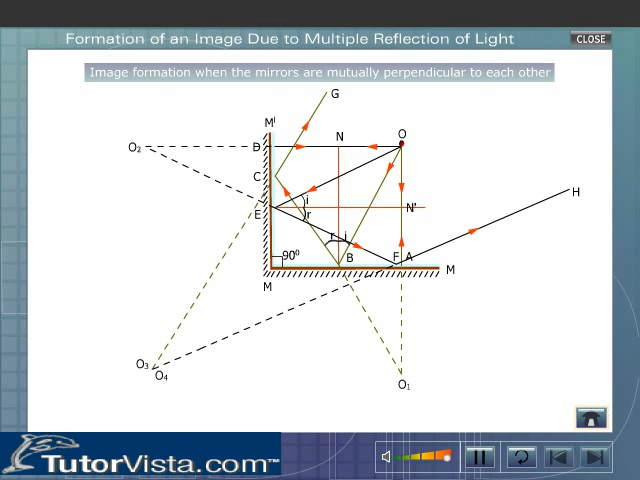 Formation of an Image Due to Multiple Reflection of Light
CLOSE
Image formation when the mirrors are mutually perpendicular to each other
G
M|
O
N
D
O₂
C
i
H
E
r
N'
r i
90⁰
B
F A
M
M
O₃
O₄
O₁
TutorVista.com™